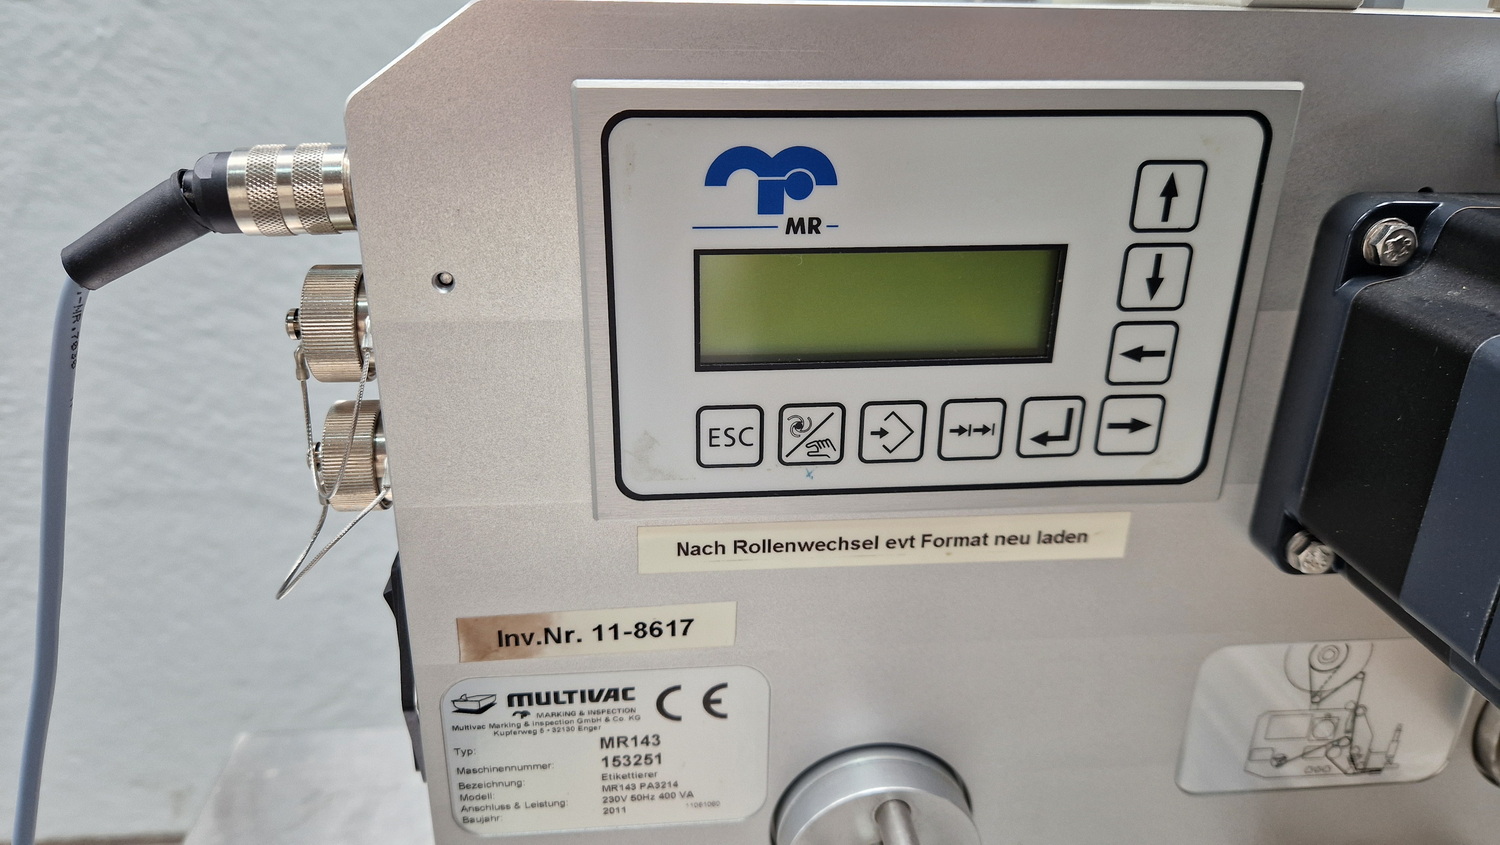 MR
ESC
Nach Rollenwechsel evt Format neu laden
Inv.Nr. 11-8617
MULTIVAC
MARKING & INSPECTION
CE
Multivac Marking & Inspection GmbH & Co. KG
Kupferweg 5 - 32130 Enger
Typ: MR143
Maschinennummer: 153251
Bezeichnung: Etikettierer
Modell: MR143 PA3214
Anschluss & Leistung: 230V 50Hz 400 VA
Baujahr: 2011